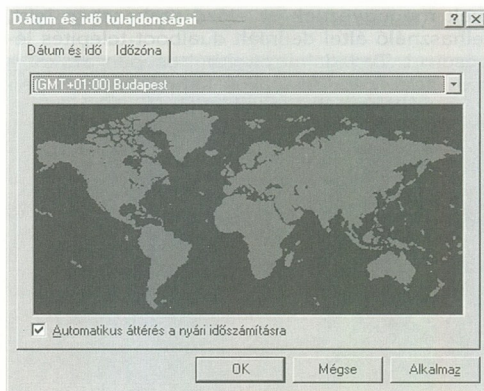 Dátum és idő tulajdonságai
Dátum és idő
Időzóna
(GMT+01:00) Budapest
Automatikus áttérés a nyári időszámításra
OK
Mégse
Alkalmaz